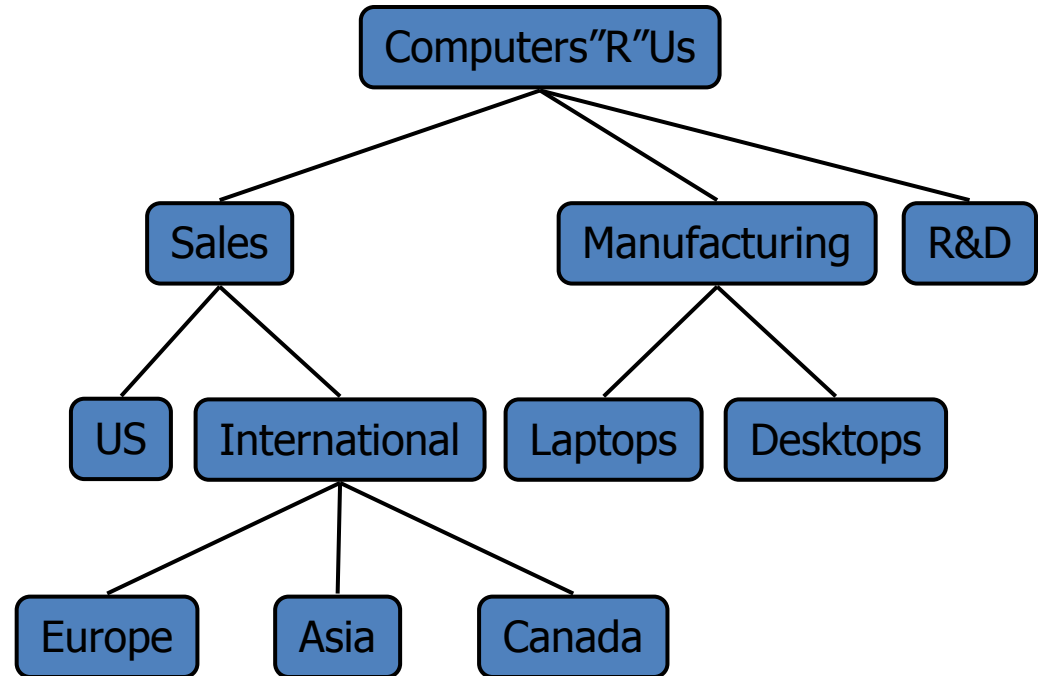 Computers”R”Us
Sales
Manufacturing
R&D
US
International
Laptops
Desktops
Europe
Asia
Canada